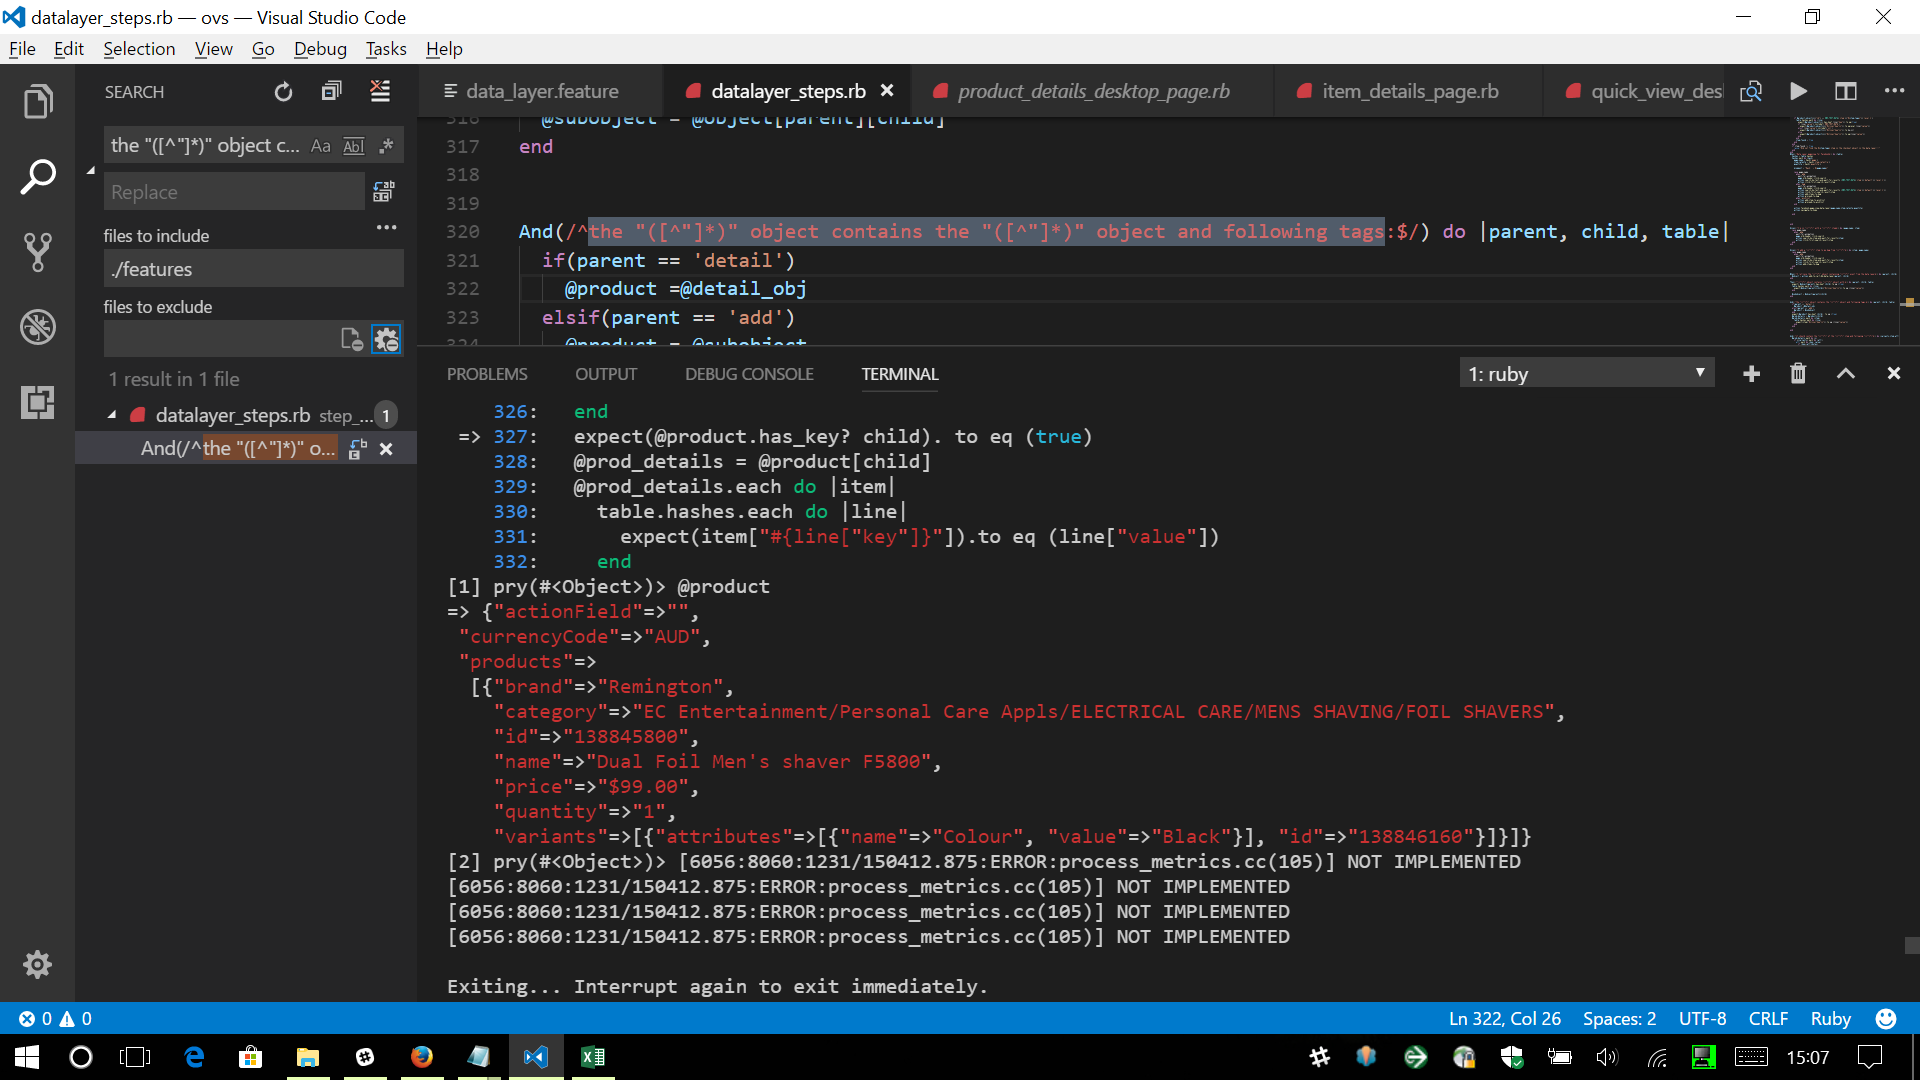 datalayer_steps.rb — ovs — Visual Studio Code
File Edit Selection View Go Debug Tasks Help
SEARCH
data_layer.feature datalayer_steps.rb product_details_desktop_page.rb item_details_page.rb quick_view_des
the "([^"]*)" object c... Aa Abl .*
Replace
files to include
./features
files to exclude
1 result in 1 file
datalayer_steps.rb step_... 1
And(/^the "([^"]*)" o...
316 @subobject = @object[parent][child]
317 end
318
319
320 And(/^the "([^"]*)" object contains the "([^"]*)" object and following tags:$/) do |parent, child, table|
321 if(parent == 'detail')
322 @product =@detail_obj
323 elsif(parent == 'add')
324 @product = @subobject
PROBLEMS OUTPUT DEBUG CONSOLE TERMINAL 1: ruby
326: end
=> 327: expect(@product.has_key? child). to eq (true)
328: @prod_details = @product[child]
329: @prod_details.each do |item|
330: table.hashes.each do |line|
331: expect(item["#{line["key"]}"]).to eq (line["value"])
332: end
[1] pry(#<Object>)> @product
=> {"actionField"=>"",
"currencyCode"=>"AUD",
"products"=>
[{"brand"=>"Remington",
"category"=>"EC Entertainment/Personal Care Appls/ELECTRICAL CARE/MENS SHAVING/FOIL SHAVERS",
"id"=>"138845800",
"name"=>"Dual Foil Men's shaver F5800",
"price"=>"$99.00",
"quantity"=>"1",
"variants"=>[{"attributes"=>[{"name"=>"Colour", "value"=>"Black"}], "id"=>"138846160"}]}]}
[2] pry(#<Object>)> [6056:8060:1231/150412.875:ERROR:process_metrics.cc(105)] NOT IMPLEMENTED
[6056:8060:1231/150412.875:ERROR:process_metrics.cc(105)] NOT IMPLEMENTED
[6056:8060:1231/150412.875:ERROR:process_metrics.cc(105)] NOT IMPLEMENTED
[6056:8060:1231/150412.875:ERROR:process_metrics.cc(105)] NOT IMPLEMENTED
Exiting... Interrupt again to exit immediately.
0 0 Ln 322, Col 26 Spaces: 2 UTF-8 CRLF Ruby
15:07